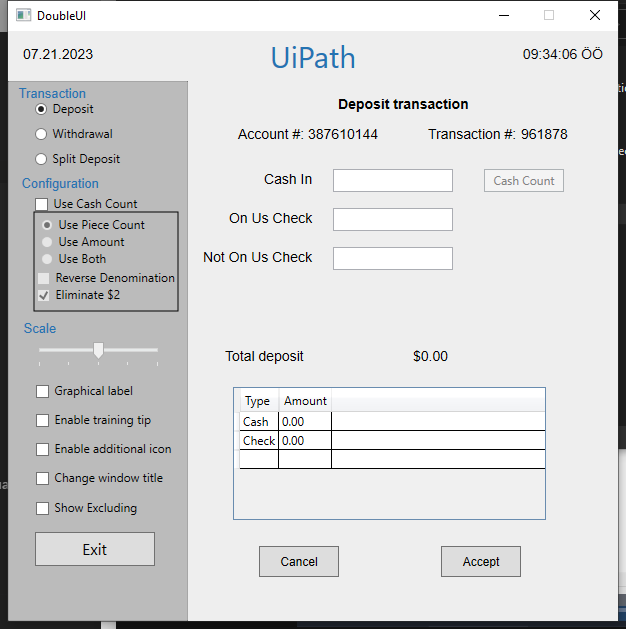 DoubleUI
07.21.2023
UiPath
09:34:06 ÖÖ
Transaction
Deposit
Withdrawal
Split Deposit
Configuration
Use Cash Count
Use Piece Count
Use Amount
Use Both
Reverse Denomination
Eliminate $2
Scale
Graphical label
Enable training tip
Enable additional icon
Change window title
Show Excluding
Exit
Deposit transaction
Account #: 387610144 Transaction #: 961878
Cash In
Cash Count
On Us Check
Not On Us Check
Total deposit $0.00
Type Amount
Cash 0.00
Check 0.00
Cancel Accept